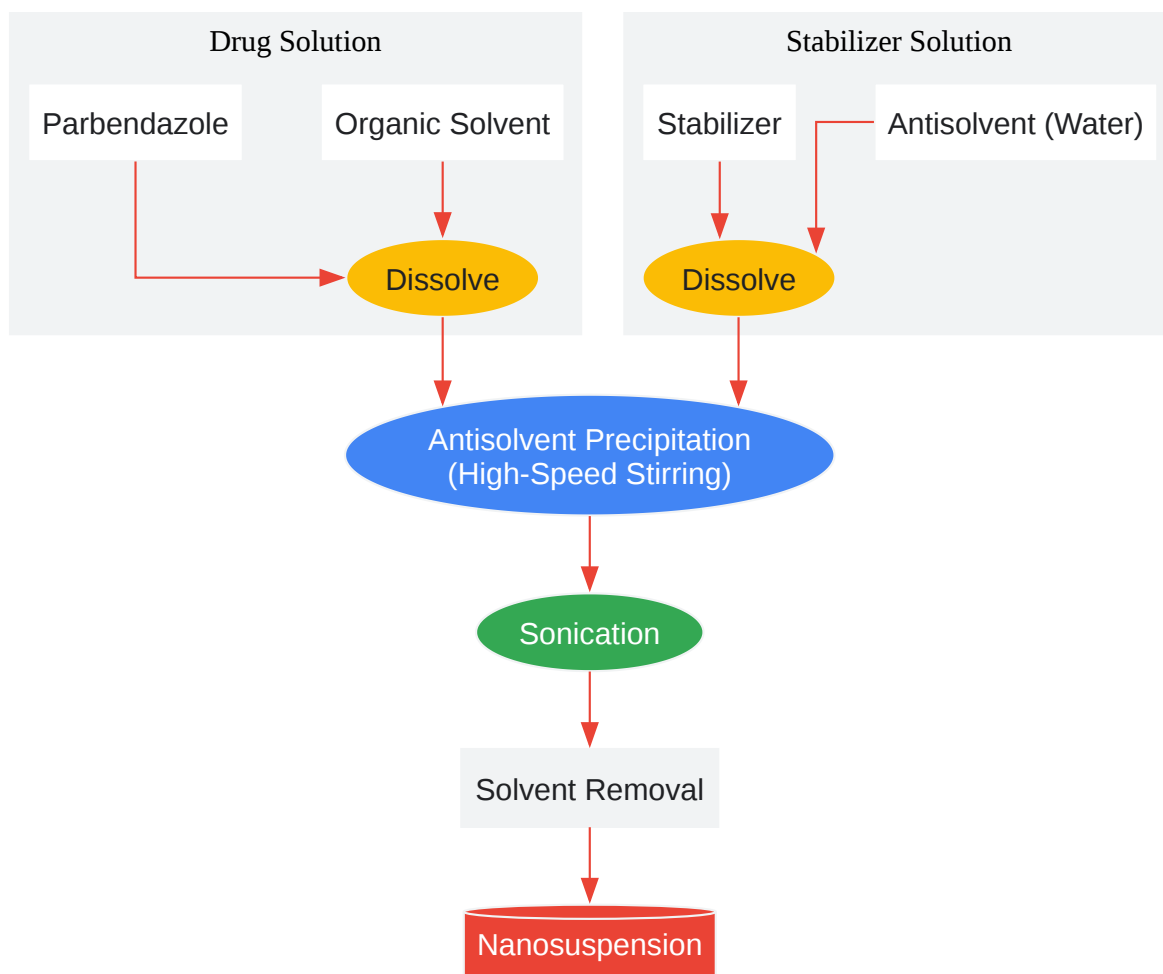 Drug Solution
Stabilizer Solution
Parbendazole
Organic Solvent
Stabilizer
Antisolvent (Water)
Dissolve
Dissolve
Antisolvent Precipitation
(High-Speed Stirring)
Sonication
Solvent Removal
Nanosuspension